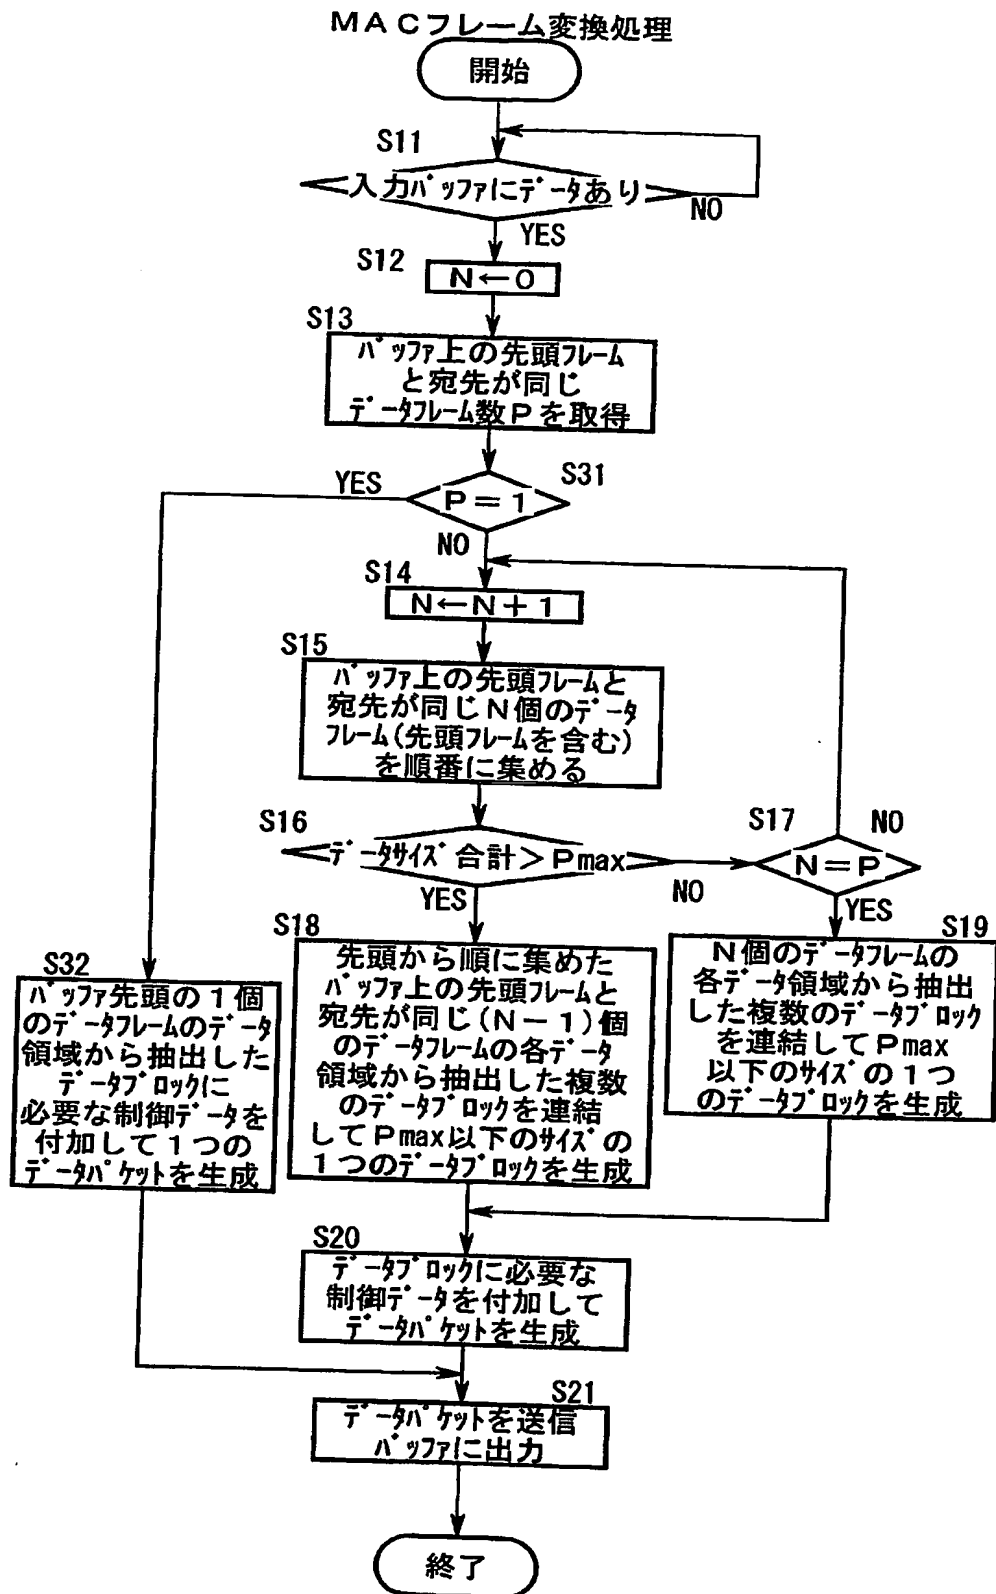 MACフレーム変換処理
開始
S11
入力バッファにデータあり
NO
YES
S12
N←0
S13
バッファ上の先頭フレーム
と宛先が同じ
データフレーム数Pを取得
S31
YES
P=1
NO
S14
N←N+1
S15
バッファ上の先頭フレームと
宛先が同じN個のデータ
フレーム(先頭フレームを含む)
を順番に集める
S16
データサイズ合計>Pmax
NO
YES
S17
NO
N=P
YES
S18
先頭から順に集めた
バッファ上の先頭フレームと
宛先が同じ(N-1)個
のデータフレームの各データ
領域から抽出した複数
のデータブロックを連結
してPmax以下のサイズの
1つのデータブロックを生成
S19
N個のデータフレームの
各データ領域から抽出
した複数のデータブロック
を連結してPmax
以下のサイズの1つ
のデータブロックを生成
S32
バッファ先頭の1個
のデータフレームのデータ
領域から抽出した
データブロックに
必要な制御データを
付加して1つの
データパケットを生成
S20
データブロックに必要な
制御データを付加して
データパケットを生成
S21
データパケットを送信
バッファに出力
終了